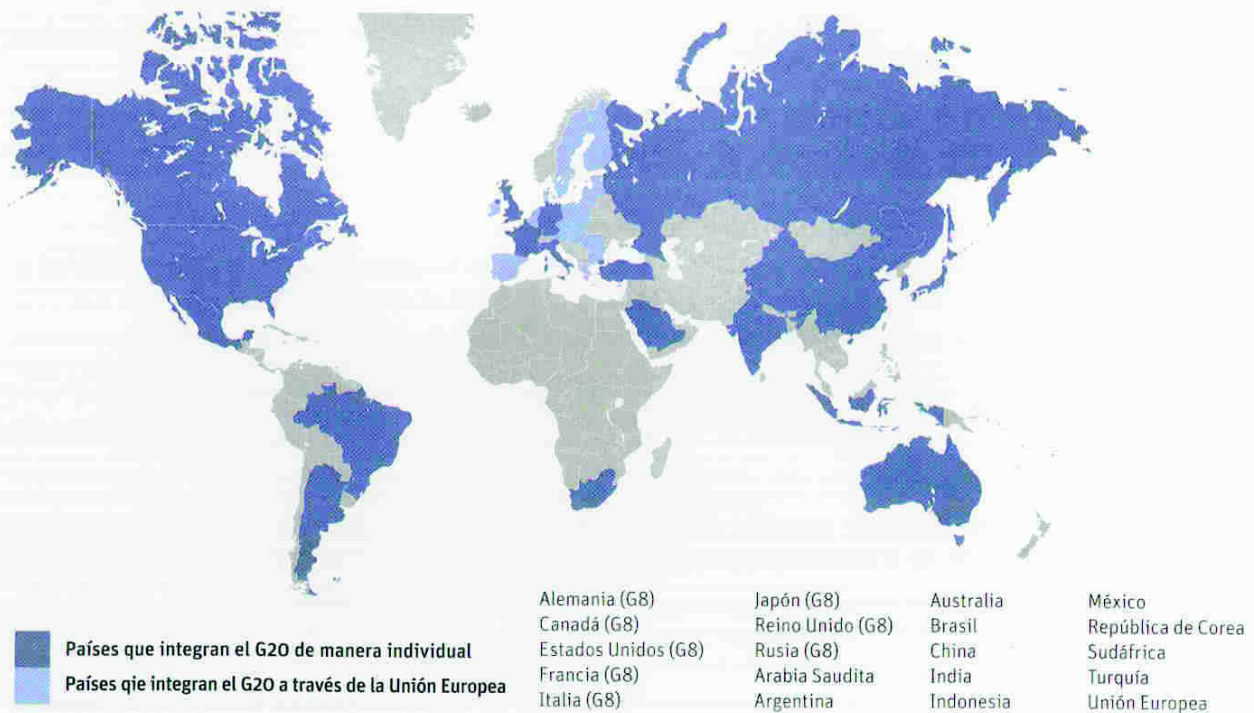 Países que integran el G20 de manera individual
Países qie integran el G20 a través de la Unión Europea
Alemania (G8)
Canadá (G8)
Estados Unidos (G8)
Francia (G8)
Italia (G8)
Japón (G8)
Reino Unido (G8)
Rusia (G8)
Arabia Saudita
Argentina
Australia
Brasil
China
India
Indonesia
México
República de Corea
Sudáfrica
Turquía
Unión Europea